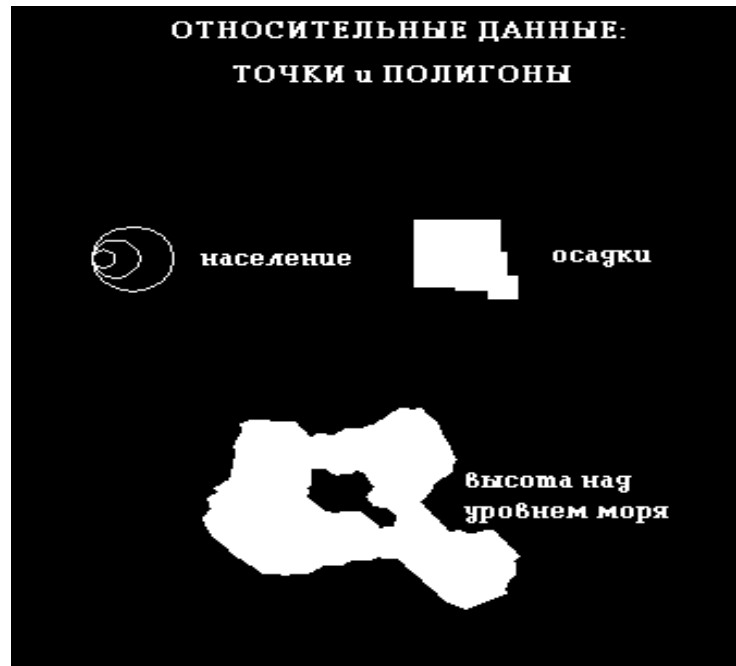 ОТНОСИТЕЛЬНЫЕ ДАННЫЕ:
ТОЧКИ и ПОЛИГОНЫ
население
осадки
высота над
уровнем моря